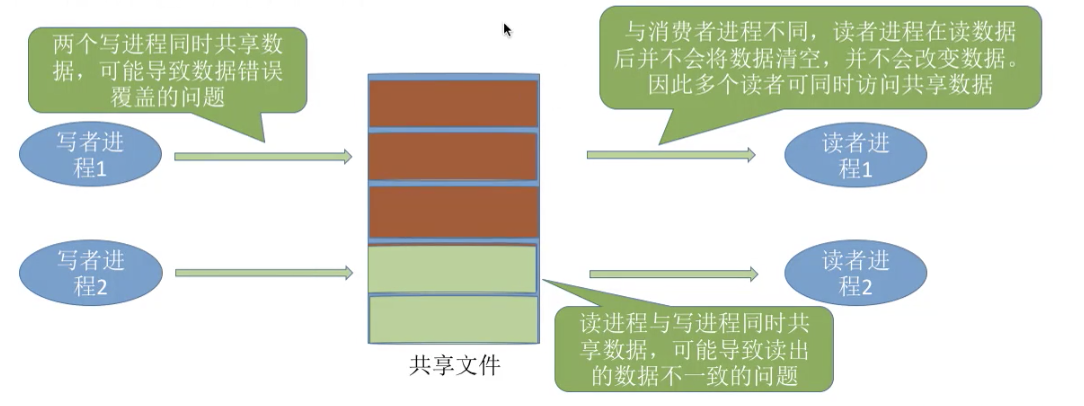 两个写进程同时共享数
据，可能导致数据错误
覆盖的问题
与消费者进程不同，读者进程在读数据
后并不会将数据清空，并不会改变数据。
因此多个读者可同时访问共享数据
写者进
程1
读者进
程1
写者进
程2
读者进
程2
读进程与写进程同时共
享数据，可能导致读出
的数据不一致的问题
共享文件